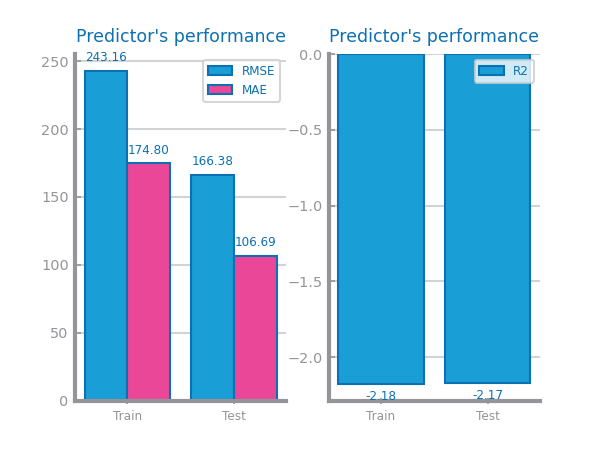 Predictor's performance
250
200
150
100
50
0
243.16
174.80
166.38
106.69
RMSE
MAE
Train
Test
Predictor's performance
0.0
−0.5
−1.0
−1.5
−2.0
R2
-2.18
-2.17
Train
Test